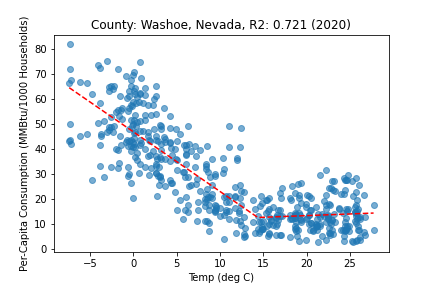 County: Washoe, Nevada, R2: 0.721 (2020)
Per-Capita Consumption (MMBtu/1000 Households)
80
70
60
50
40
30
20
10
0
−5 0 5 10 15 20 25
Temp (deg C)